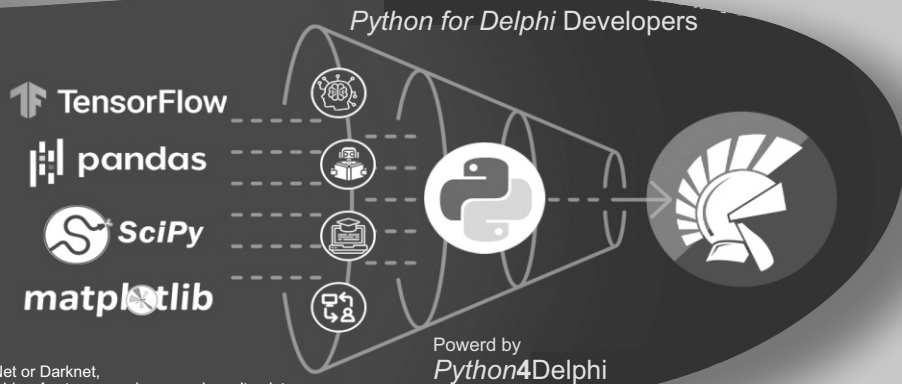 Python for Delphi Developers
TensorFlow
pandas
SciPy
matplotlib
Powerd by
Python4Delphi
Net or Darknet,